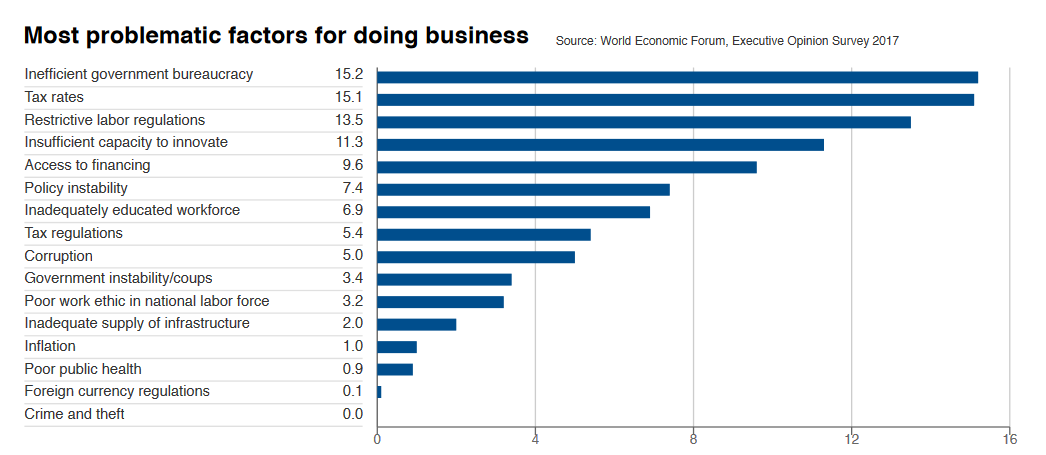 Most problematic factors for doing business Source: World Economic Forum, Executive Opinion Survey 2017
Inefficient government bureaucracy 15.2
Tax rates 15.1
Restrictive labor regulations 13.5
Insufficient capacity to innovate 11.3
Access to financing 9.6
Policy instability 7.4
Inadequately educated workforce 6.9
Tax regulations 5.4
Corruption 5.0
Government instability/coups 3.4
Poor work ethic in national labor force 3.2
Inadequate supply of infrastructure 2.0
Inflation 1.0
Poor public health 0.9
Foreign currency regulations 0.1
Crime and theft 0.0
0 4 8 12 16